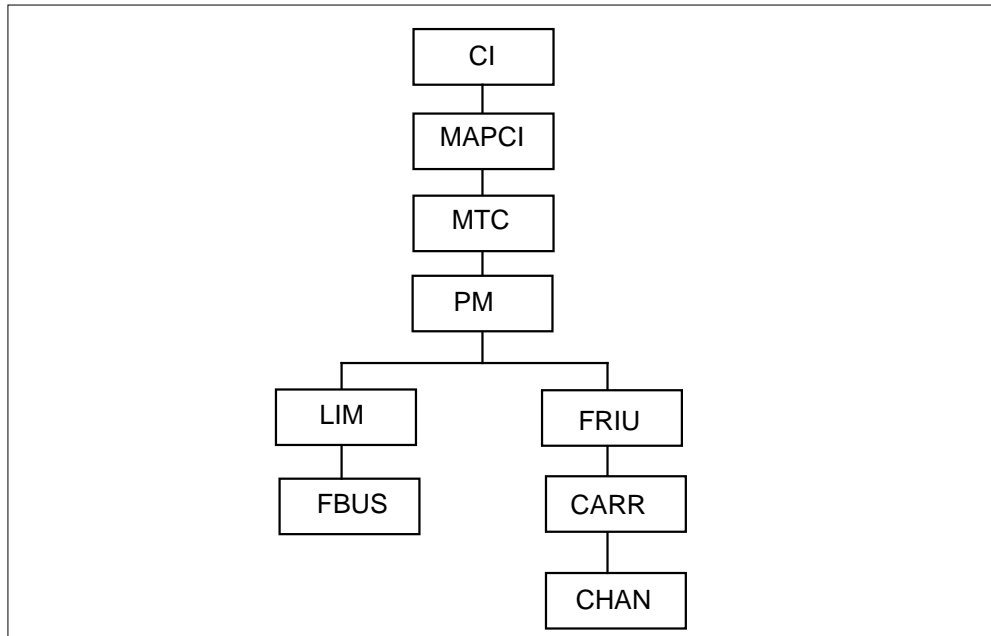 CI
MAPCI
MTC
PM
LIM
FRIU
FBUS
CARR
CHAN